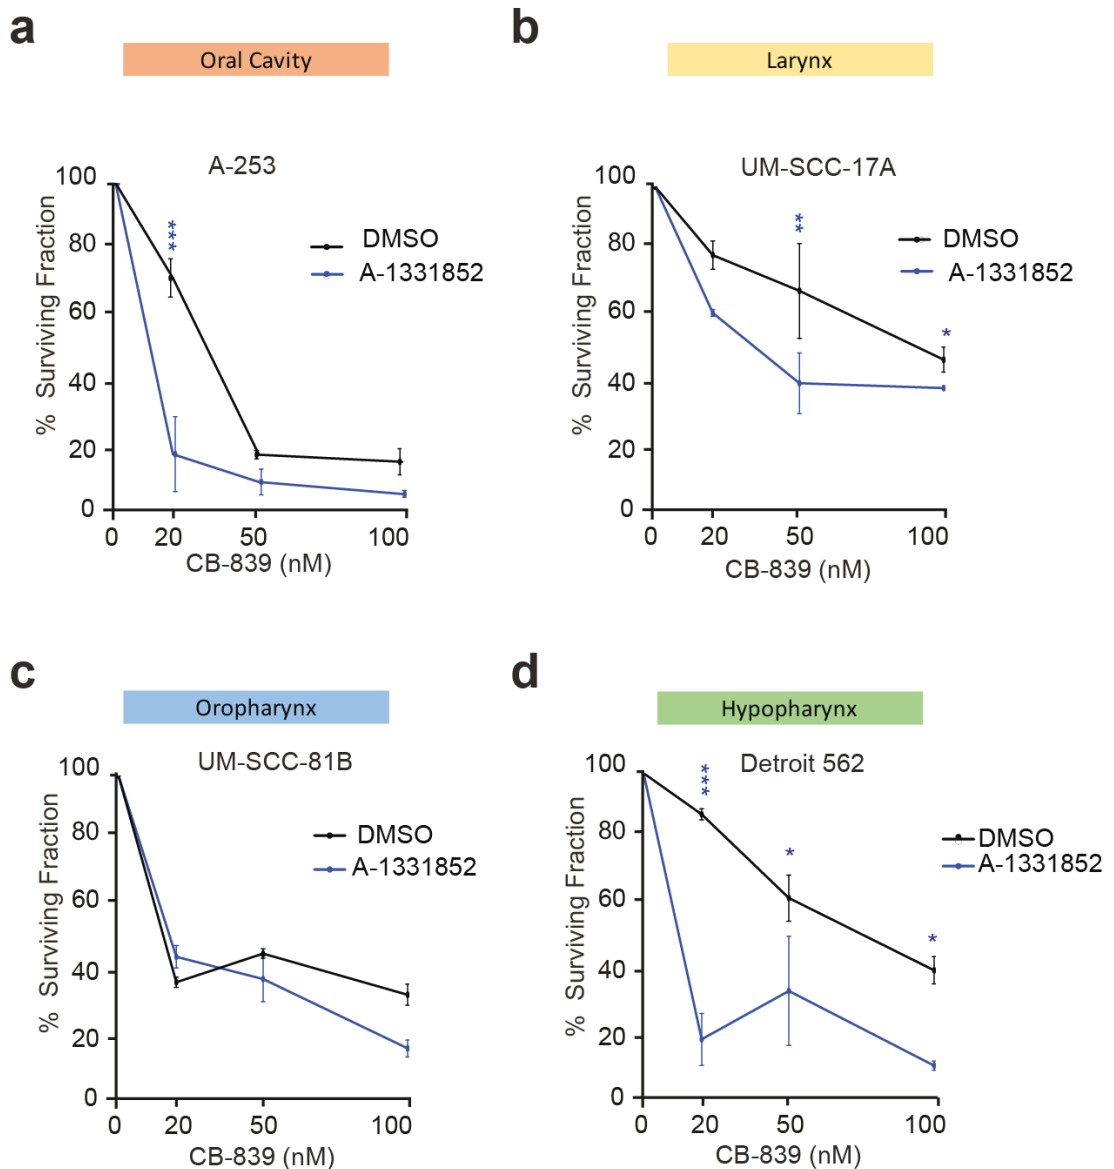 a
Oral Cavity
A-253
% Surviving Fraction
100
80
60
40
20
0
***
DMSO
A-1331852
0 20 50 100
CB-839 (nM)
b
Larynx
UM-SCC-17A
% Surviving Fraction
100
80
60
40
20
0
**
*
DMSO
A-1331852
0 20 50 100
CB-839 (nM)
c
Oropharynx
UM-SCC-81B
% Surviving Fraction
100
80
60
40
20
0
DMSO
A-1331852
0 20 50 100
CB-839 (nM)
d
Hypopharynx
Detroit 562
% Surviving Fraction
100
80
60
40
20
0
***
*
*
DMSO
A-1331852
0 20 50 100
CB-839 (nM)